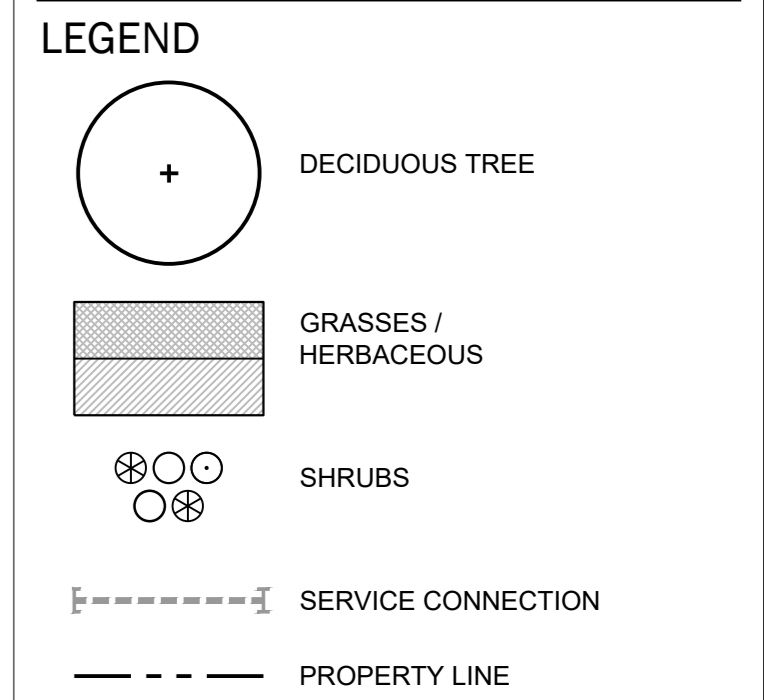 LEGEND
DECIDUOUS TREE
GRASSES /
HERBACEOUS
SHRUBS
SERVICE CONNECTION
PROPERTY LINE